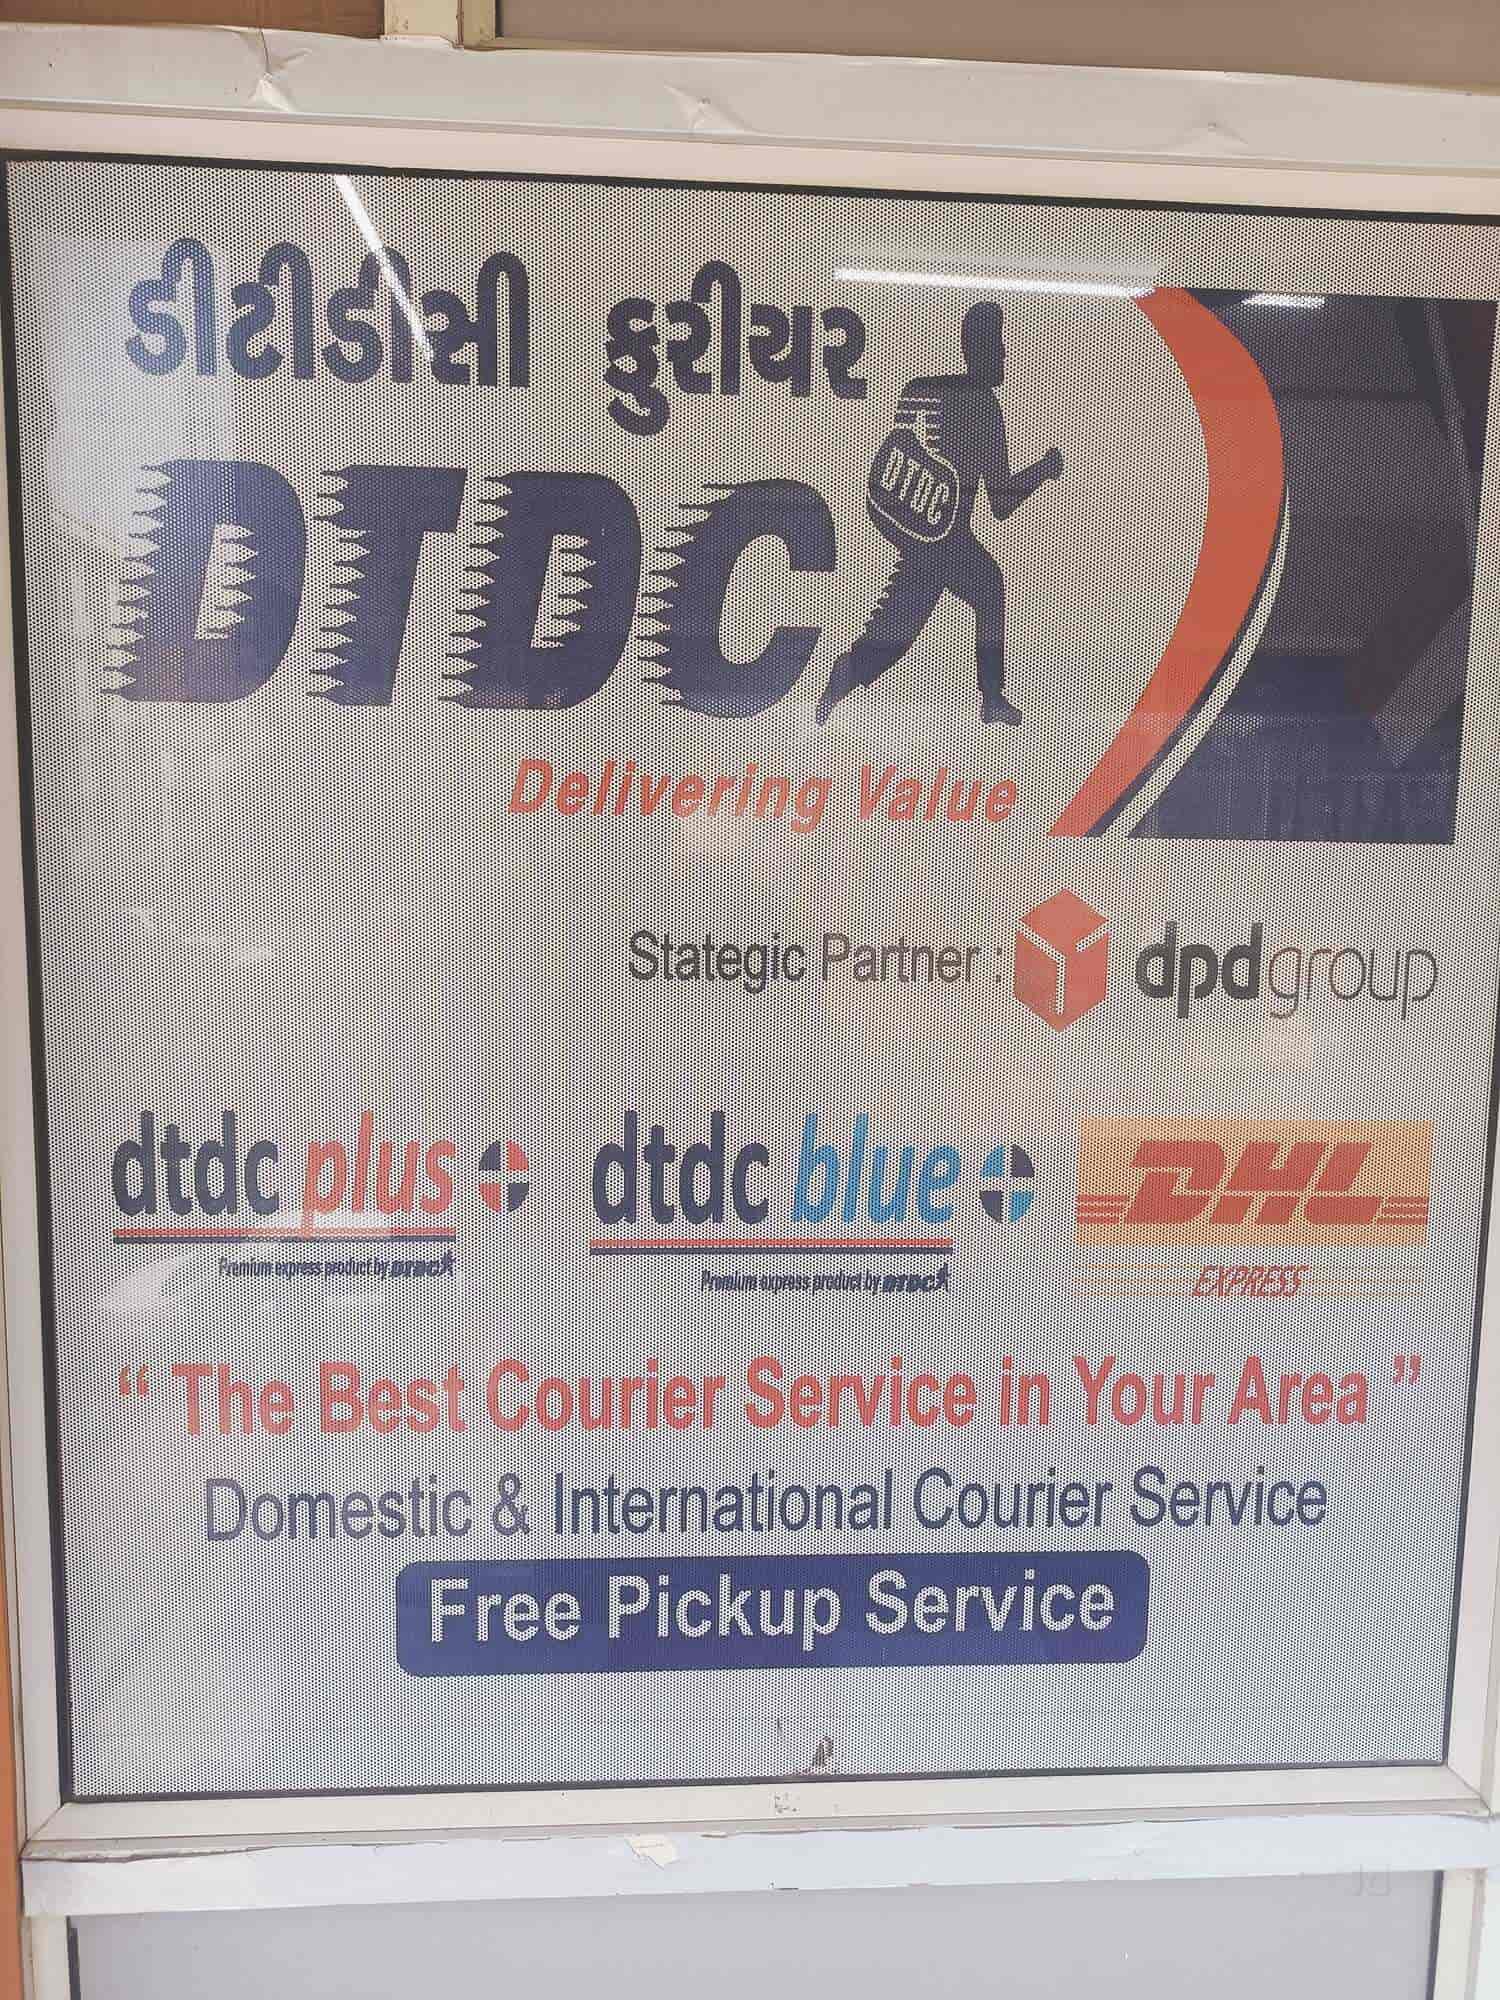 ડીટીડીસી કુરીયર
DTDC
DTDC
Delivering Value
Stategic Partner : dpdgroup
dtdc plus
Premium express product by DTDC
dtdc blue
Premium express product by DTDC
DHL
EXPRESS
“ The Best Courier Service in Your Area ”
Domestic & International Courier Service
Free Pickup Service
Jd